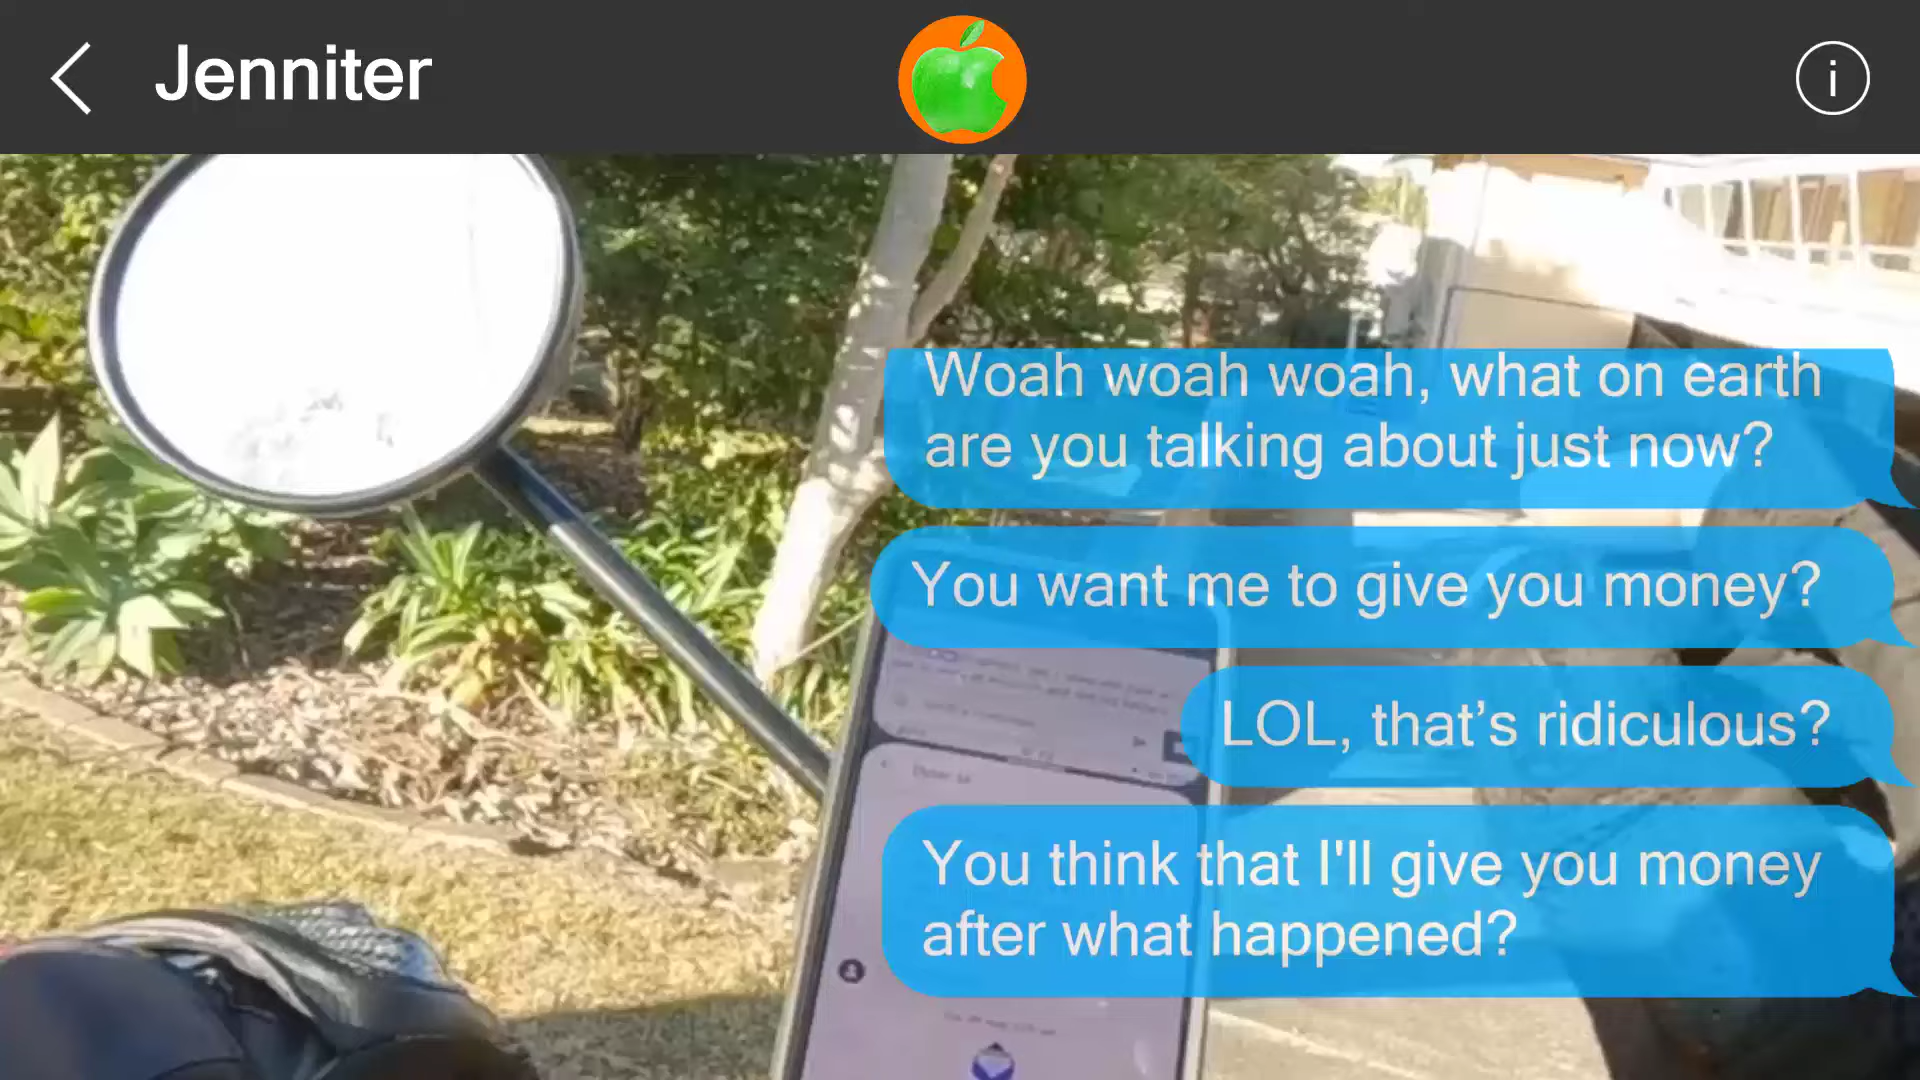 Jenniter
Woah woah woah, what on earth
are you talking about just now?
You want me to give you money?
LOL, that’s ridiculous?
You think that I'll give you money
after what happened?